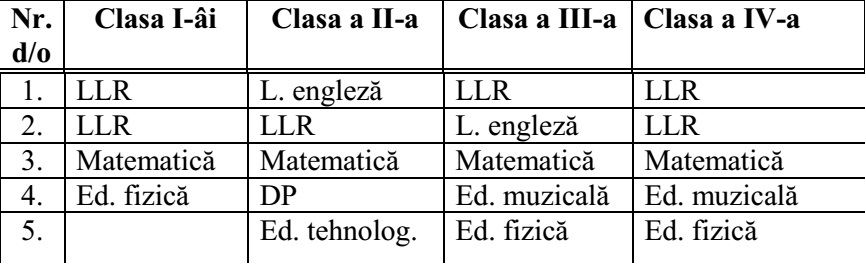 Nr. d/o Clasa I-âi Clasa a II-a Clasa a III-a Clasa a IV-a
1. LLR L. engleză LLR LLR
2. LLR LLR L. engleză LLR
3. Matematică Matematică Matematică Matematică
4. Ed. fizică DP Ed. muzicală Ed. muzicală
5. Ed. tehnolog. Ed. fizică Ed. fizică